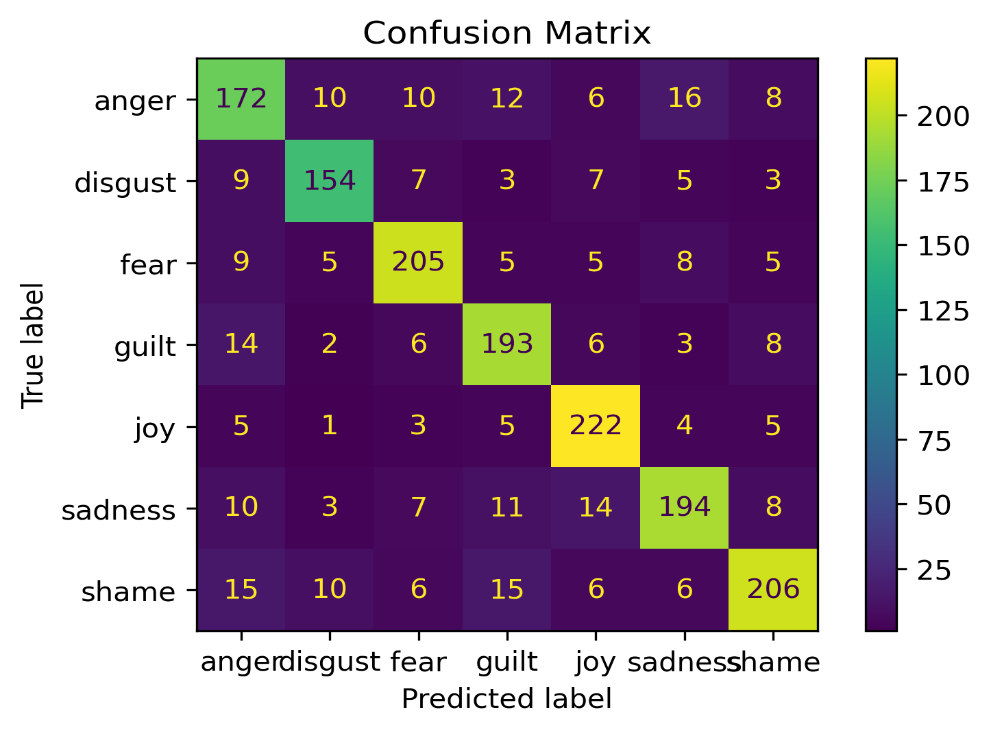 Confusion Matrix
anger 172 10 10 12 6 16 8
disgust 9 154 7 3 7 5 3
fear 9 5 205 5 5 8 5
guilt 14 2 6 193 6 3 8
joy 5 1 3 5 222 4 5
sadness 10 3 7 11 14 194 8
shame 15 10 6 15 6 6 206
anger disgust fear guilt joy sadness shame
Predicted label
True label
200
175
150
125
100
75
50
25